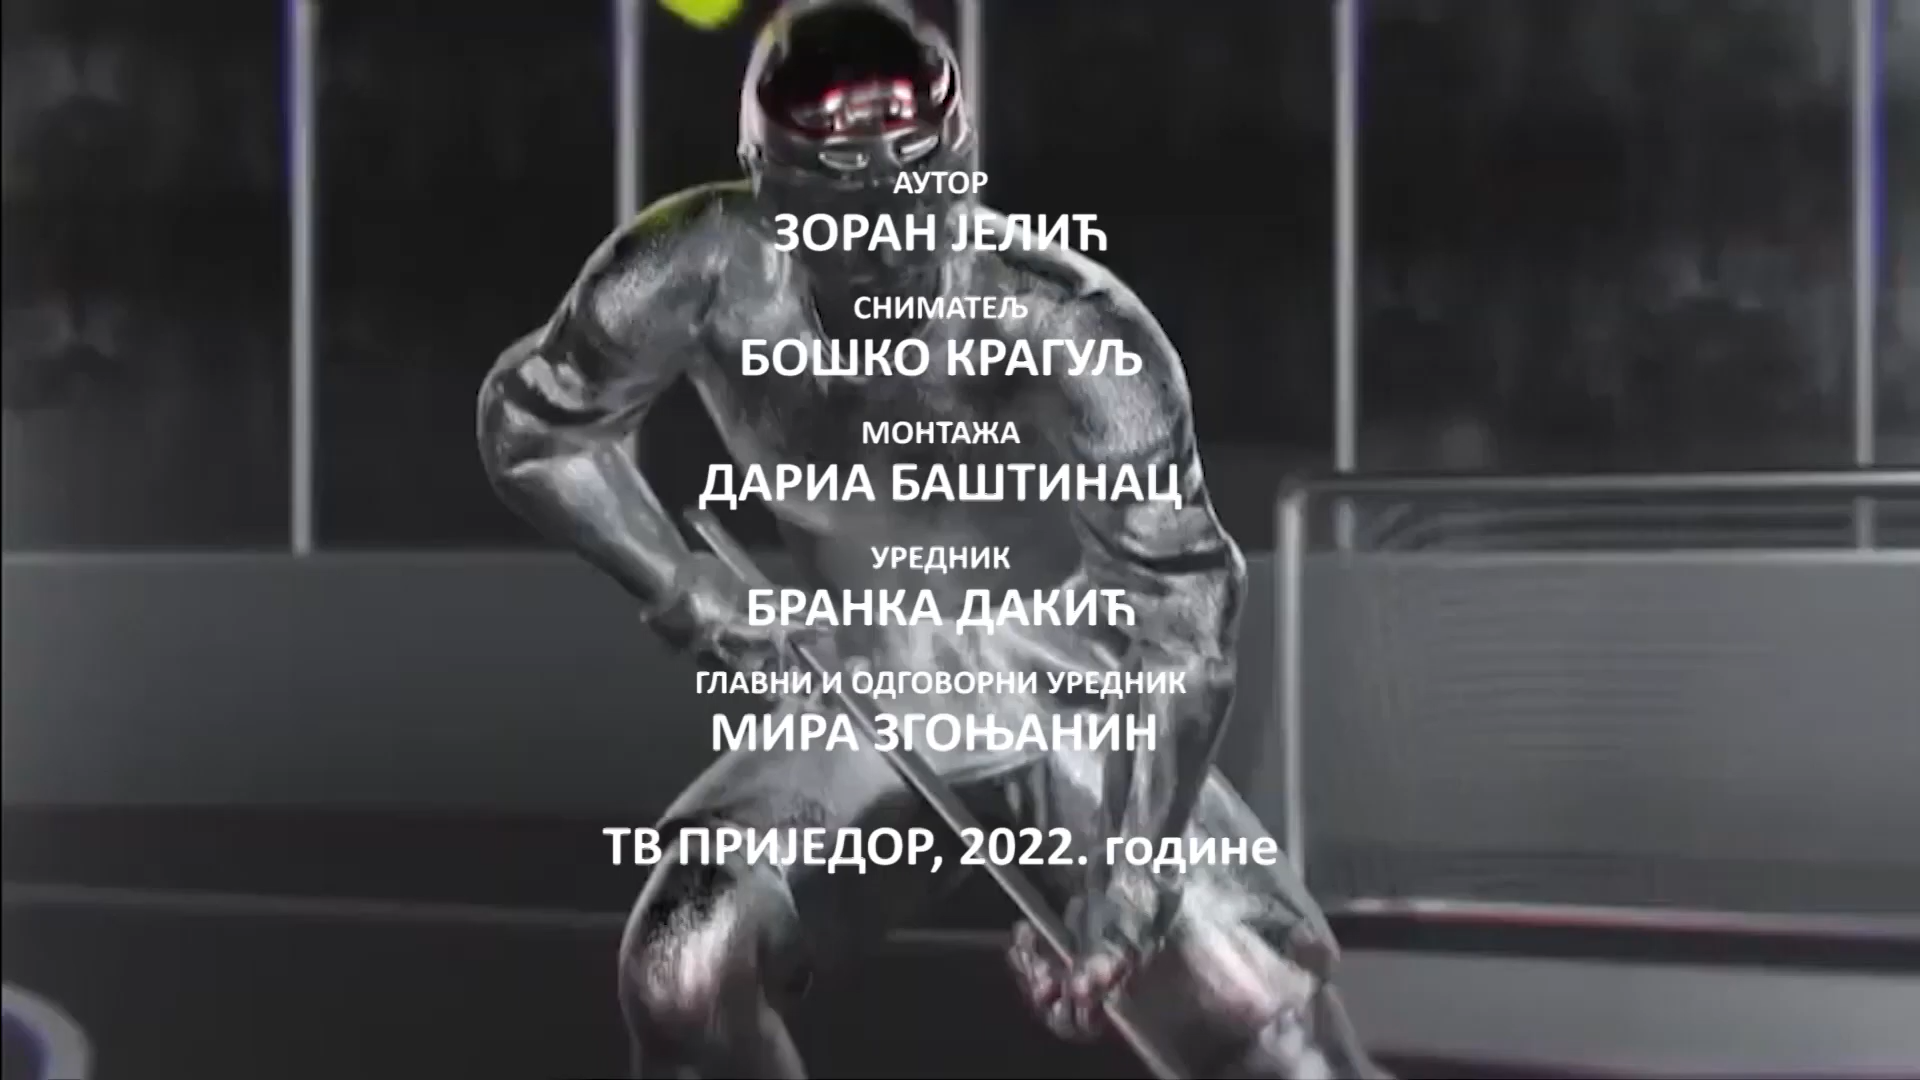 АУТОР
ЗОРАН ЈЕЛИЋ
СНИМАТЕЉ
БОШКО КРАГУЉ
МОНТАЖА
ДАРИА БАШТИНАЦ
УРЕДНИК
БРАНКА ДАКИЋ
ГЛАВНИ И ОДГОВОРНИ УРЕДНИК
МИРА ЗГОЊАНИН
ТВ ПРИЈЕДОР, 2022. године